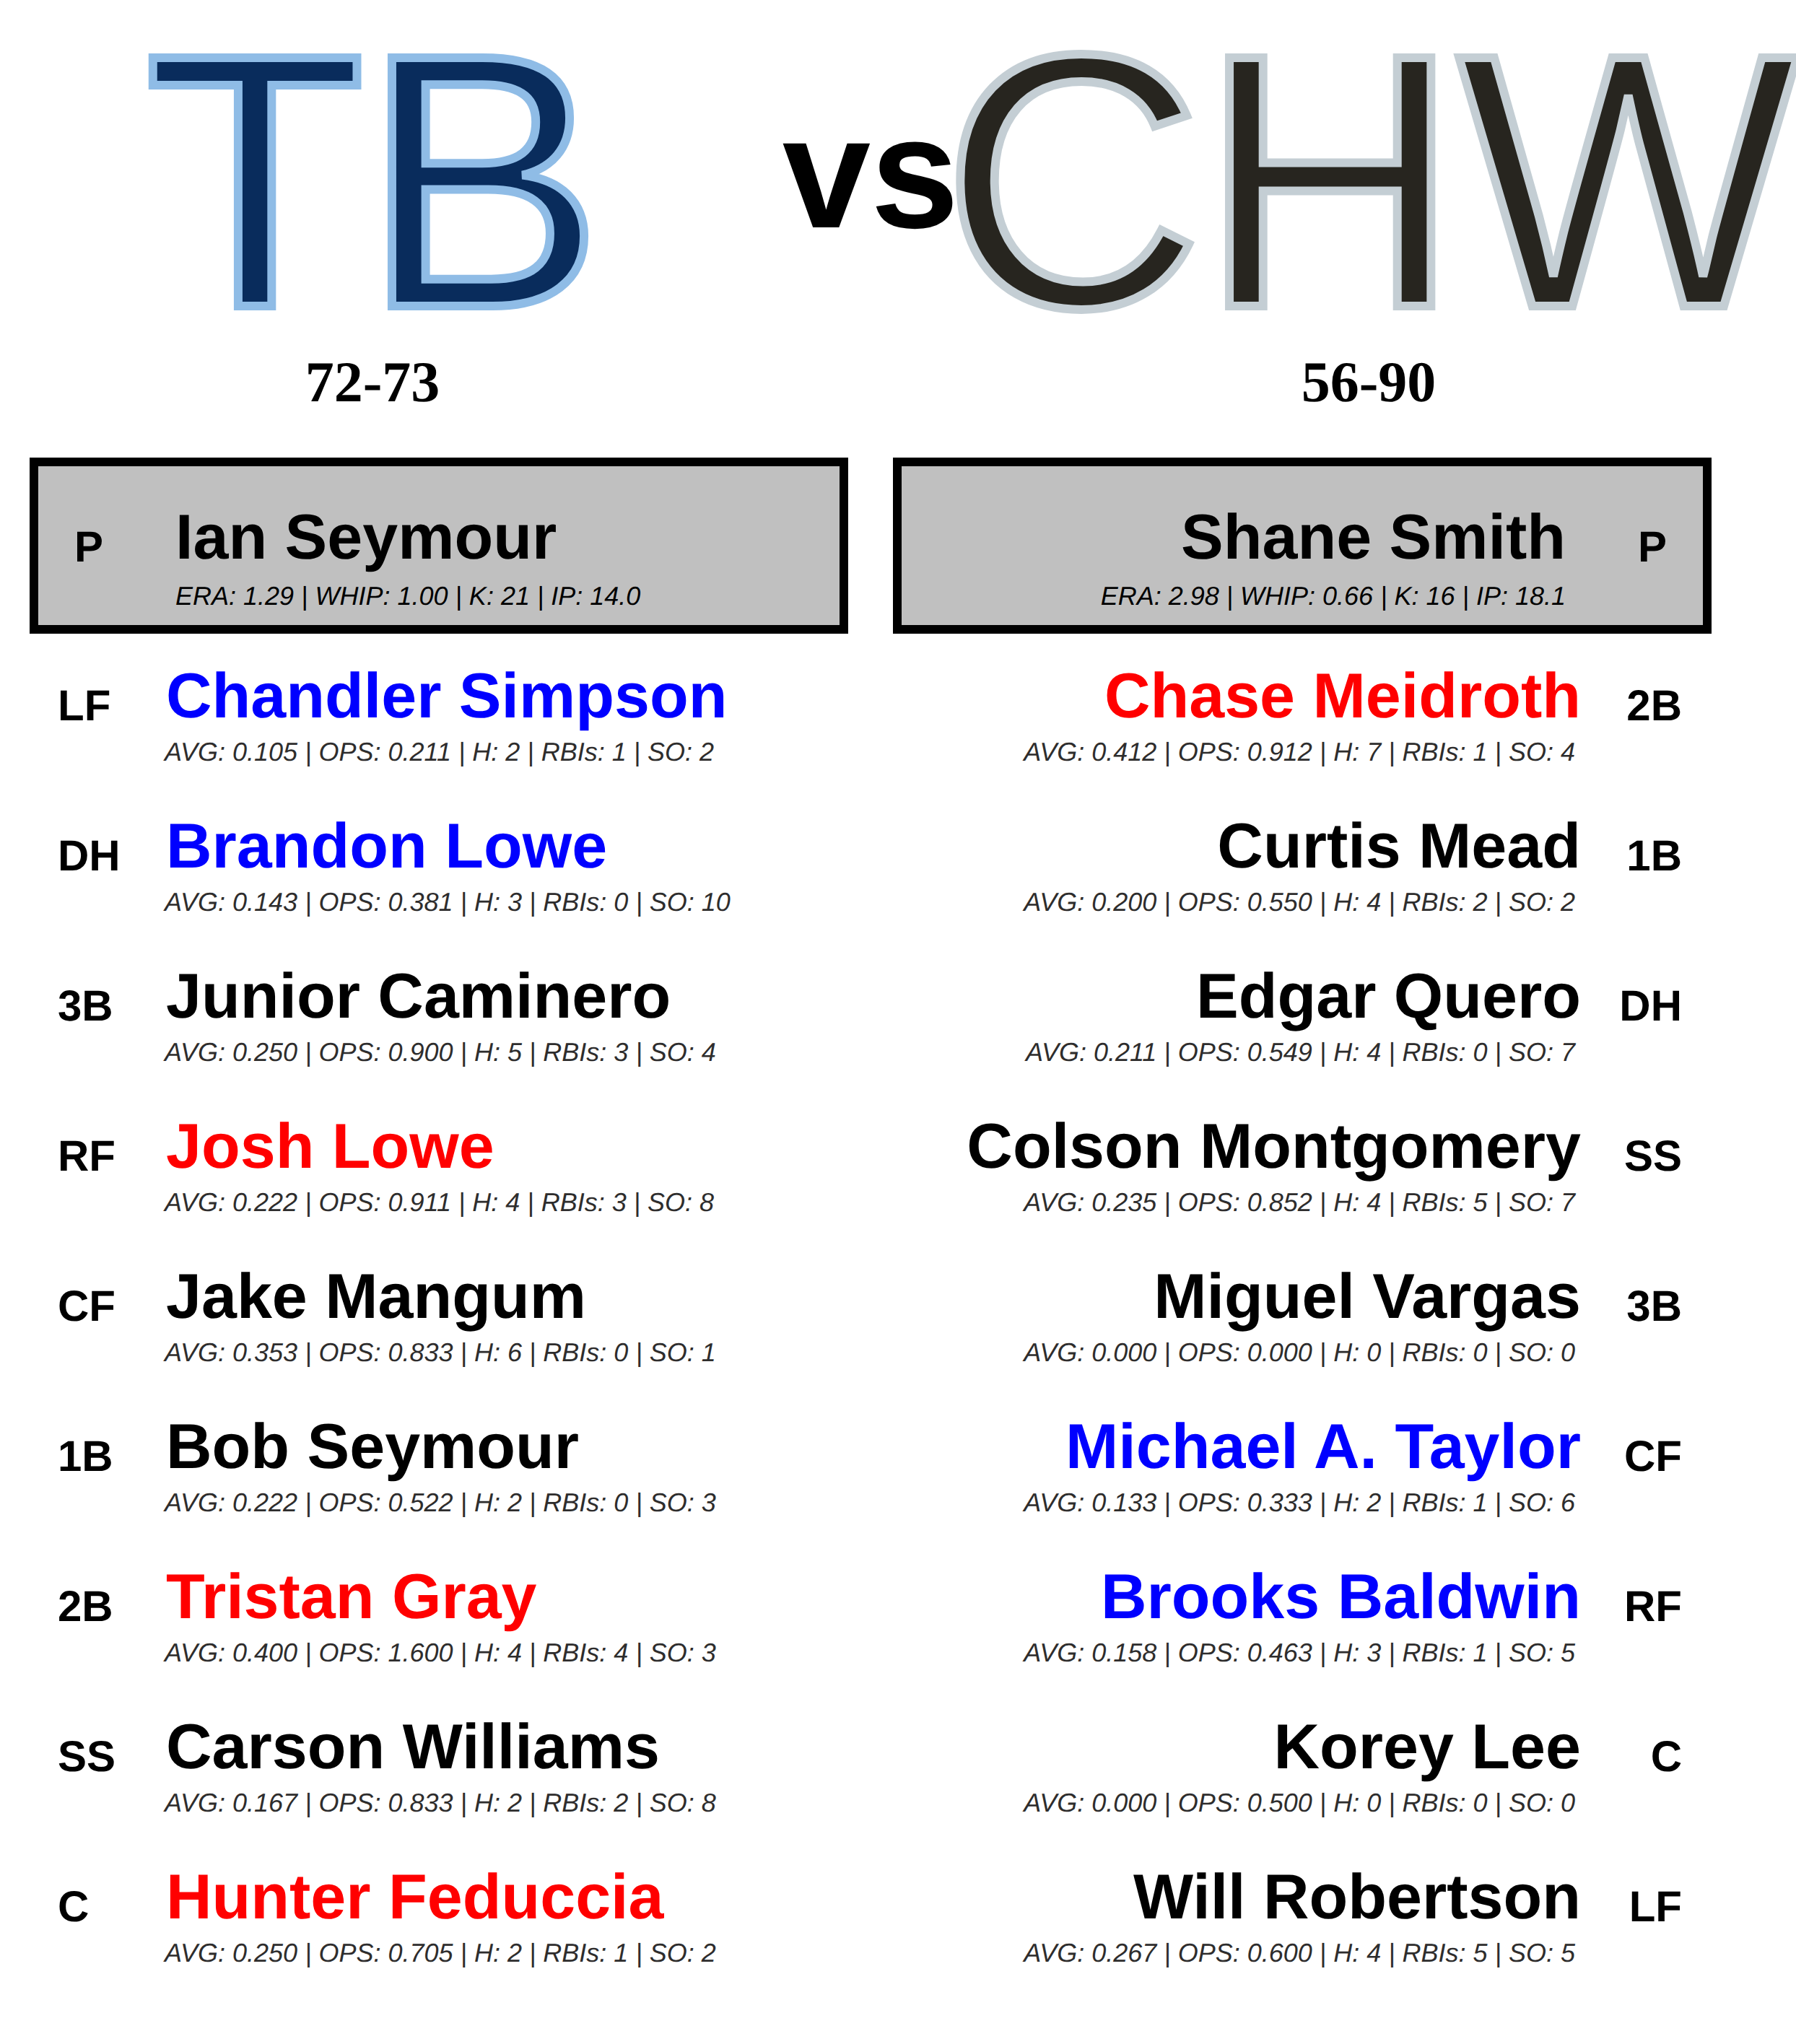 TB vs CHW
72-73 56-90
P Ian Seymour
ERA: 1.29 | WHIP: 1.00 | K: 21 | IP: 14.0
Shane Smith P
ERA: 2.98 | WHIP: 0.66 | K: 16 | IP: 18.1
LF Chandler Simpson
AVG: 0.105 | OPS: 0.211 | H: 2 | RBIs: 1 | SO: 2
DH Brandon Lowe
AVG: 0.143 | OPS: 0.381 | H: 3 | RBIs: 0 | SO: 10
3B Junior Caminero
AVG: 0.250 | OPS: 0.900 | H: 5 | RBIs: 3 | SO: 4
RF Josh Lowe
AVG: 0.222 | OPS: 0.911 | H: 4 | RBIs: 3 | SO: 8
CF Jake Mangum
AVG: 0.353 | OPS: 0.833 | H: 6 | RBIs: 0 | SO: 1
1B Bob Seymour
AVG: 0.222 | OPS: 0.522 | H: 2 | RBIs: 0 | SO: 3
2B Tristan Gray
AVG: 0.400 | OPS: 1.600 | H: 4 | RBIs: 4 | SO: 3
SS Carson Williams
AVG: 0.167 | OPS: 0.833 | H: 2 | RBIs: 2 | SO: 8
C Hunter Feduccia
AVG: 0.250 | OPS: 0.705 | H: 2 | RBIs: 1 | SO: 2
Chase Meidroth 2B
AVG: 0.412 | OPS: 0.912 | H: 7 | RBIs: 1 | SO: 4
Curtis Mead 1B
AVG: 0.200 | OPS: 0.550 | H: 4 | RBIs: 2 | SO: 2
Edgar Quero DH
AVG: 0.211 | OPS: 0.549 | H: 4 | RBIs: 0 | SO: 7
Colson Montgomery SS
AVG: 0.235 | OPS: 0.852 | H: 4 | RBIs: 5 | SO: 7
Miguel Vargas 3B
AVG: 0.000 | OPS: 0.000 | H: 0 | RBIs: 0 | SO: 0
Michael A. Taylor CF
AVG: 0.133 | OPS: 0.333 | H: 2 | RBIs: 1 | SO: 6
Brooks Baldwin RF
AVG: 0.158 | OPS: 0.463 | H: 3 | RBIs: 1 | SO: 5
Korey Lee C
AVG: 0.000 | OPS: 0.500 | H: 0 | RBIs: 0 | SO: 0
Will Robertson LF
AVG: 0.267 | OPS: 0.600 | H: 4 | RBIs: 5 | SO: 5